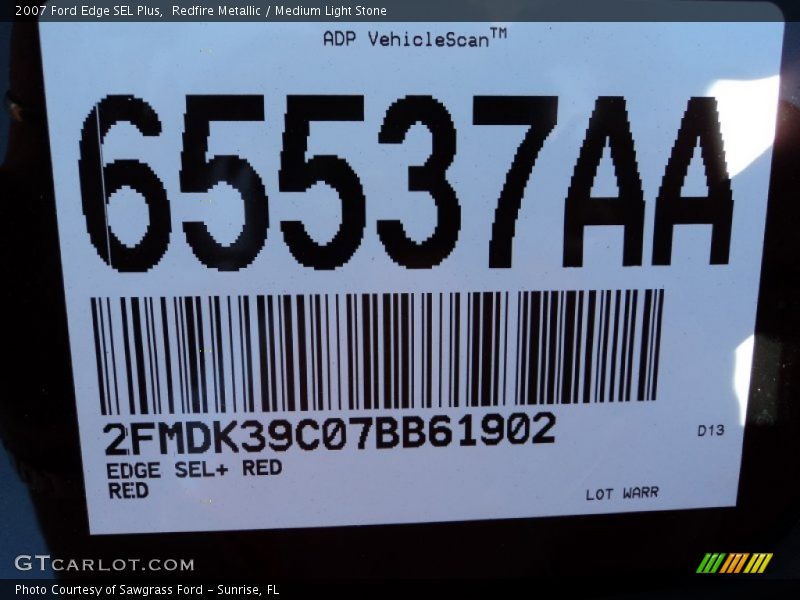 2007 Ford Edge SEL Plus,  Redfire Metallic / Medium Light Stone
ADP VehicleScan™
65537AA
2FMDK39C07BB61902
D13
EDGE SEL+ RED
RED
LOT WARR
GTCARLOT.COM
Photo Courtesy of Sawgrass Ford - Sunrise, FL